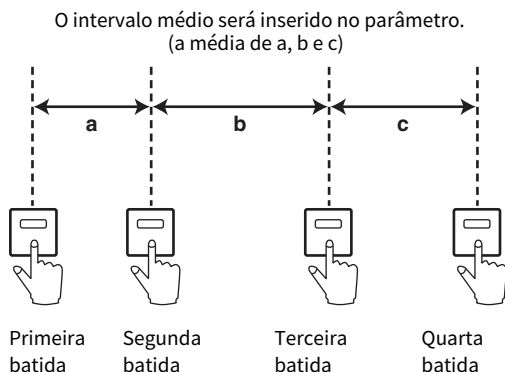 O intervalo médio será inserido no parâmetro.
(a média de a, b e c)
a b c
Primeira batida
Segunda batida
Terceira batida
Quarta batida